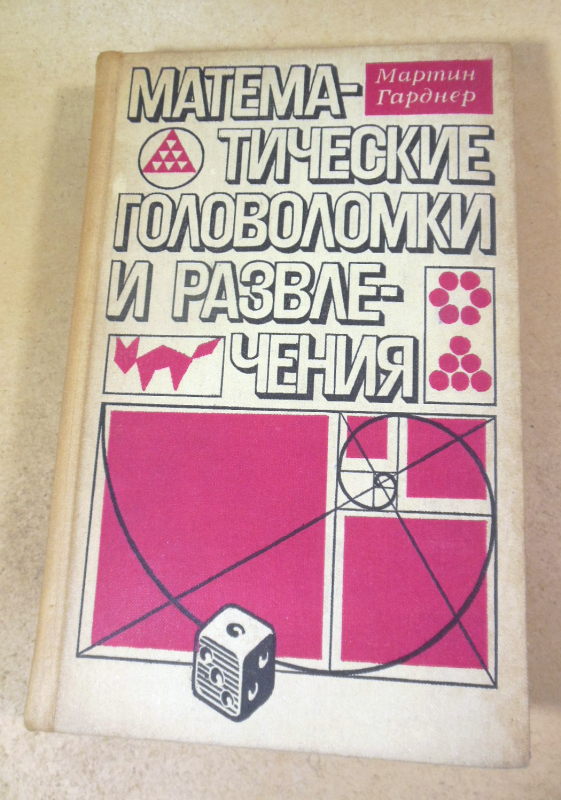 Мартин
Гарднер
МАТЕМА-
ТИЧЕСКИЕ
ГОЛОВОЛОМКИ
И РАЗВЛЕ-
ЧЕНИЯ